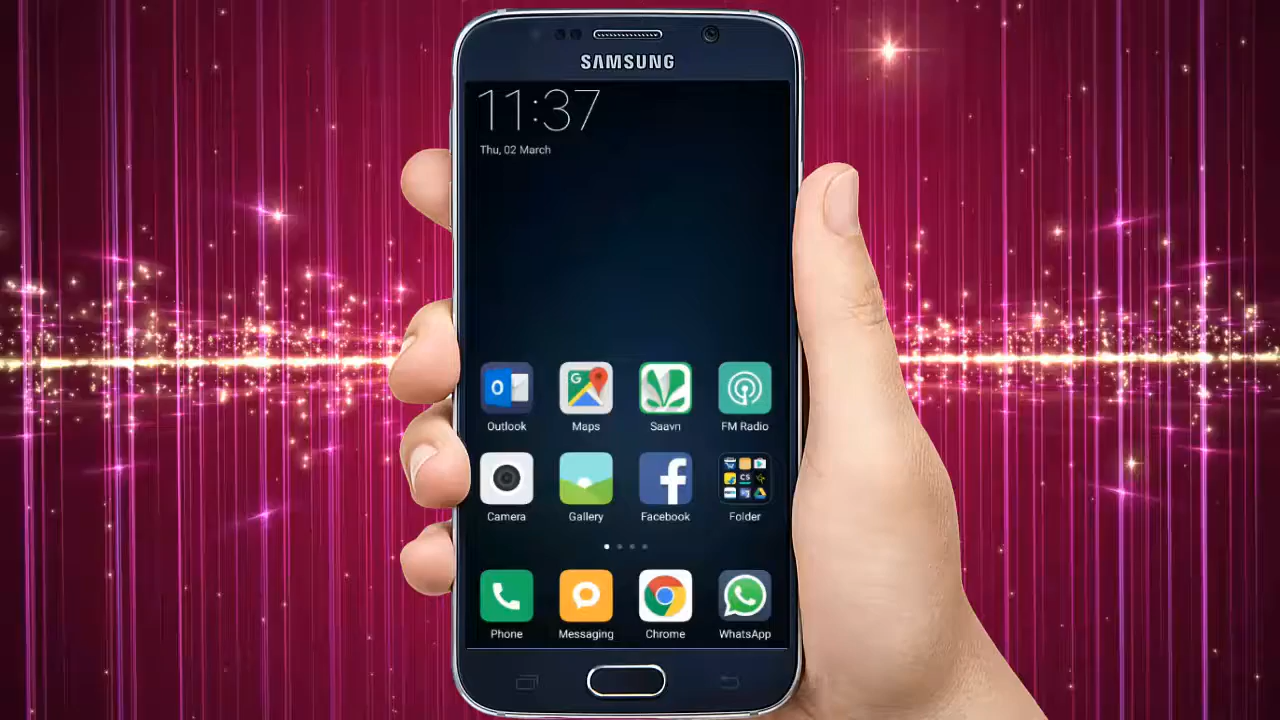 SAMSUNG
11:37
Thu, 02 March
Outlook Maps Saavn FM Radio
Camera Gallery Facebook Folder
Phone Messaging Chrome WhatsApp